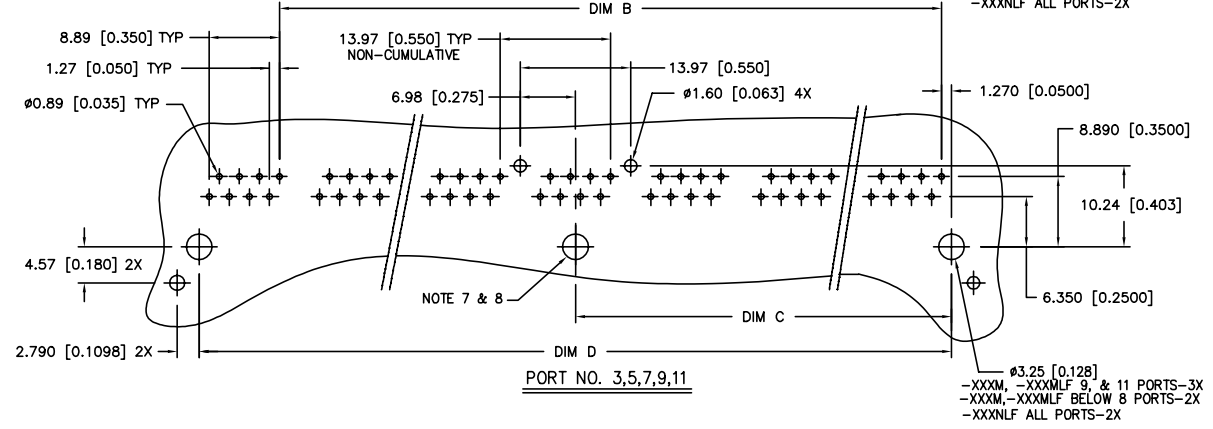 -XXXNLF ALL PORTS-2X
DIM B
8.89 [0.350] TYP
13.97 [0.550] TYP
NON-CUMULATIVE
1.27 [0.050] TYP
13.97 [0.550]
ø0.89 [0.035] TYP
6.98 [0.275]
ø1.60 [0.063] 4X
1.270 [0.0500]
8.890 [0.3500]
10.24 [0.403]
4.57 [0.180] 2X
NOTE 7 & 8
6.350 [0.2500]
DIM C
2.790 [0.1098] 2X
DIM D
PORT NO. 3,5,7,9,11
ø3.25 [0.128]
-XXXM, -XXXMLF 9, & 11 PORTS-3X
-XXXM,-XXXMLF BELOW 8 PORTS-2X
-XXXNLF ALL PORTS-2X